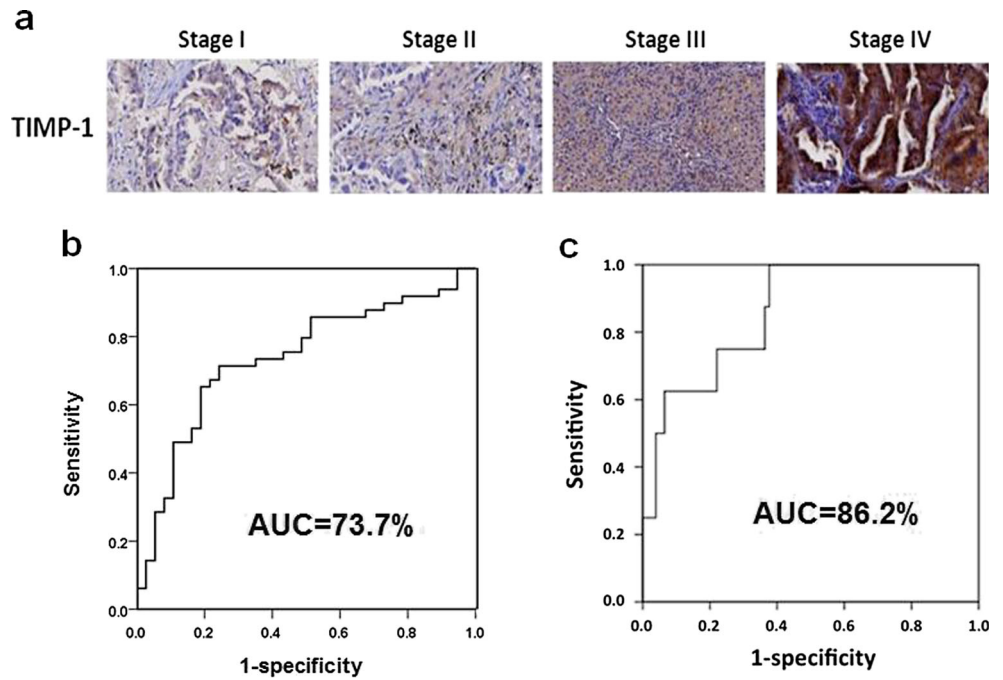 a
Stage I Stage II Stage III Stage IV
TIMP-1
b
1.0
0.8
0.6
0.4
0.2
0.0
Sensitivity
AUC=73.7%
0.0 0.2 0.4 0.6 0.8 1.0
1-specificity
c
1.0
0.8
0.6
0.4
0.2
0.0
Sensitivity
AUC=86.2%
0.0 0.2 0.4 0.6 0.8 1.0
1-specificity